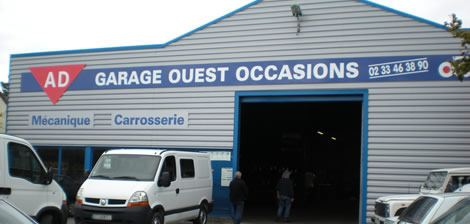 AD GARAGE OUEST OCCASIONS 02 33 46 38 90
Mécanique Carrosserie